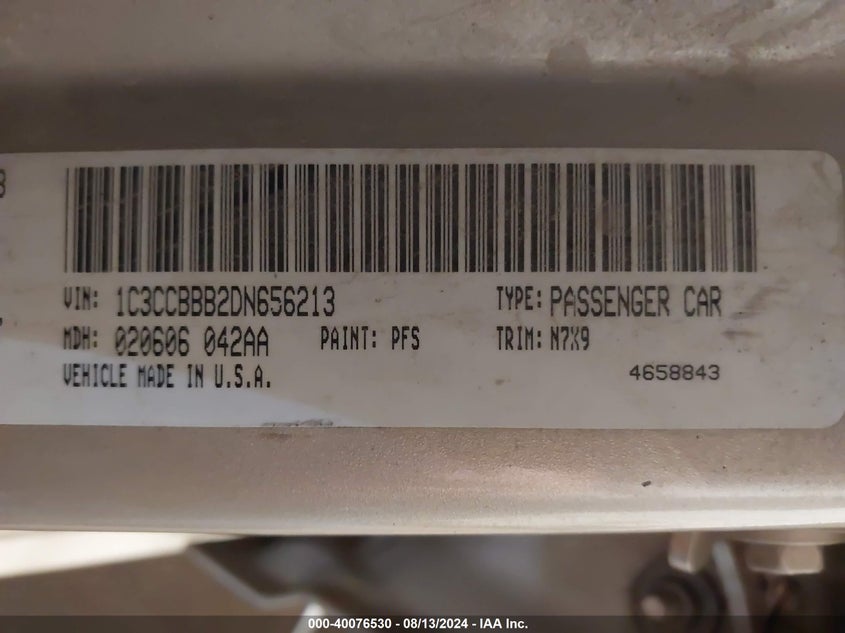 VIN: 1C3CCBBB2DN656213 TYPE: PASSENGER CAR
MDH: 020606 042AA PAINT: PFS TRIM: N7X9
VEHICLE MADE IN U.S.A. 4658843
000-40076530 - 08/13/2024 - IAA Inc.